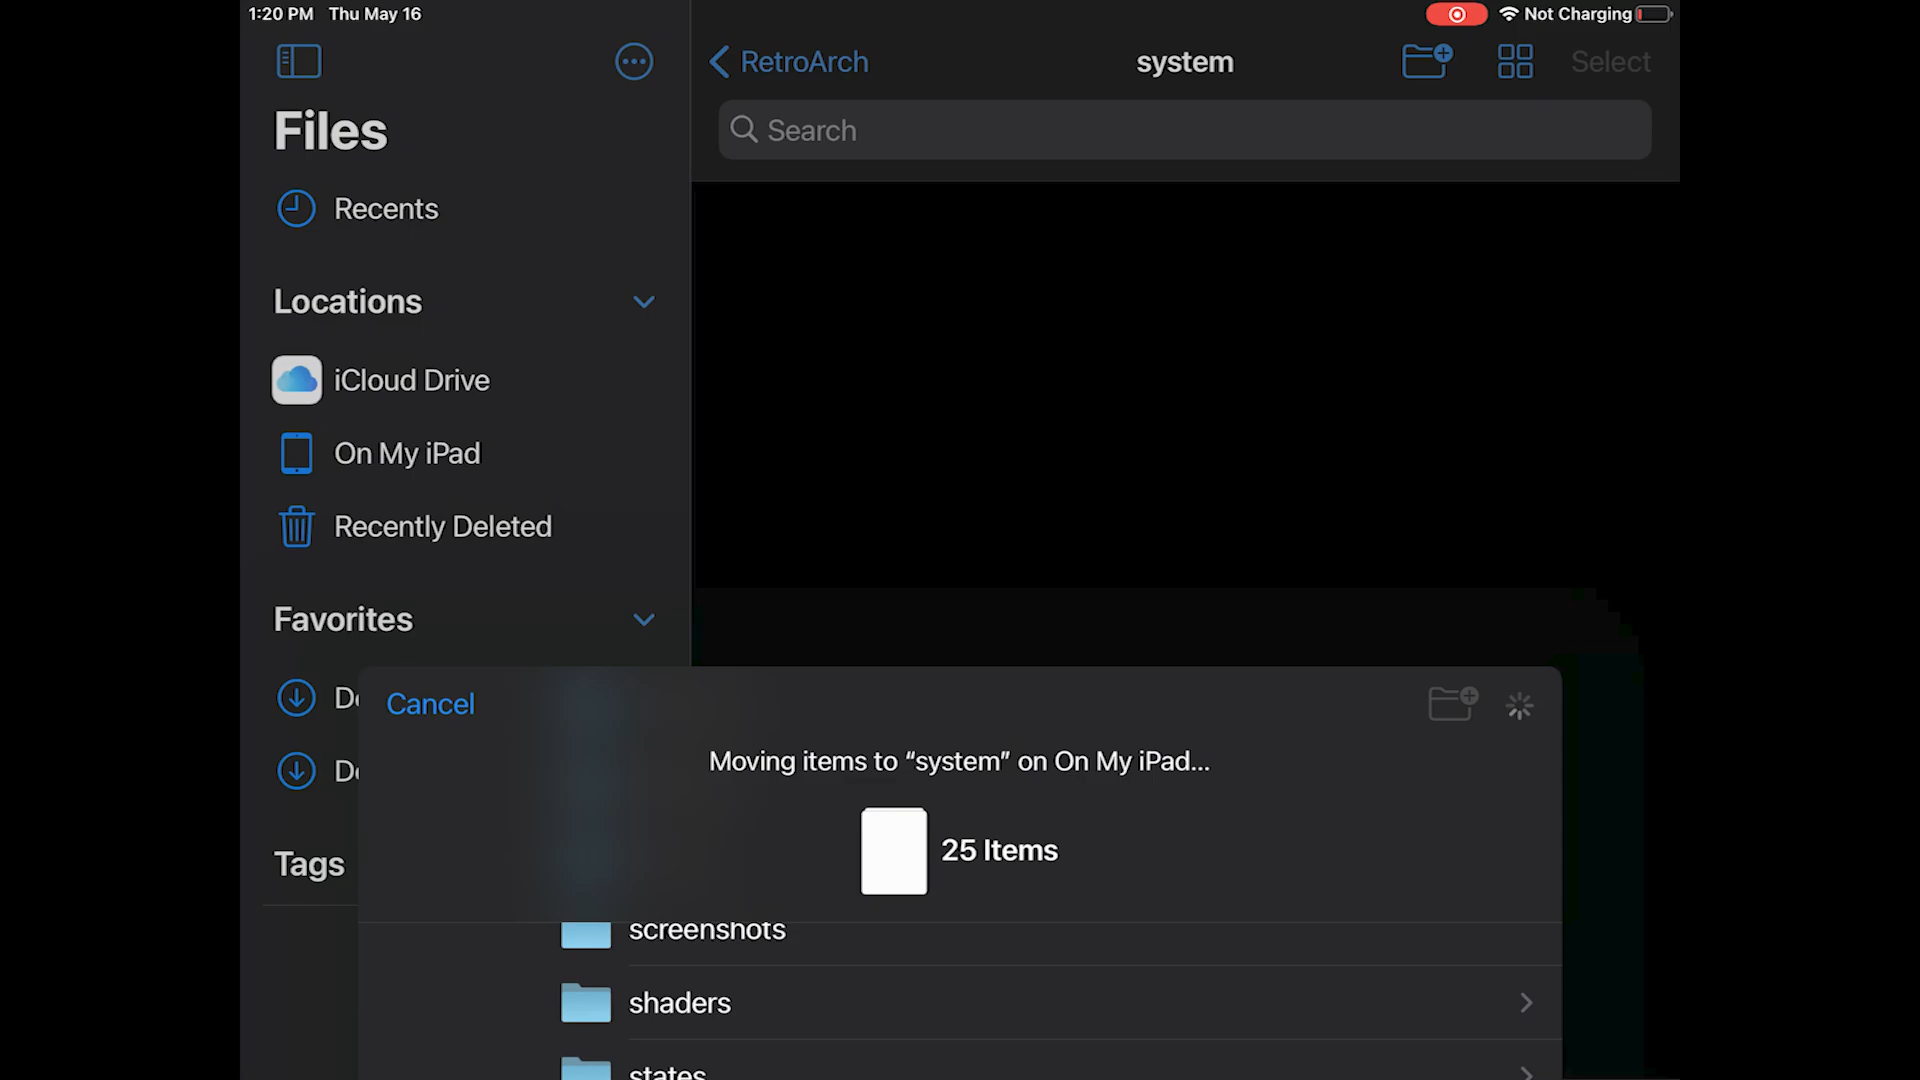 1:20 PM Thu May 16
Not Charging
Files
RetroArch
system
Select
Search
Recents
Locations
iCloud Drive
On My iPad
Recently Deleted
Favorites
Cancel
Moving items to “system” on On My iPad...
25 Items
Tags
screenshots
shaders
states